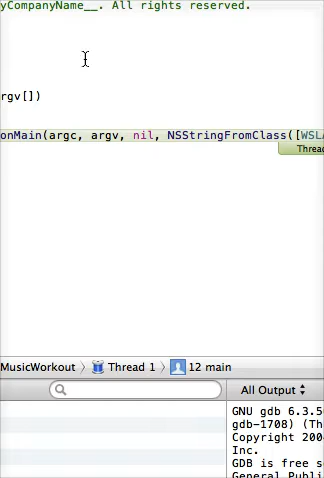 yCompanyName__. All rights reserved.
rgv[])
onMain(argc, argv, nil, NSStringFromClass([WSLA
Thread
MusicWorkout 〉 Thread 1 〉 12 main
All Output
GNU gdb 6.3.5
gdb-1708) (Th
Copyright 200
Inc.
GDB is free s
General Publi